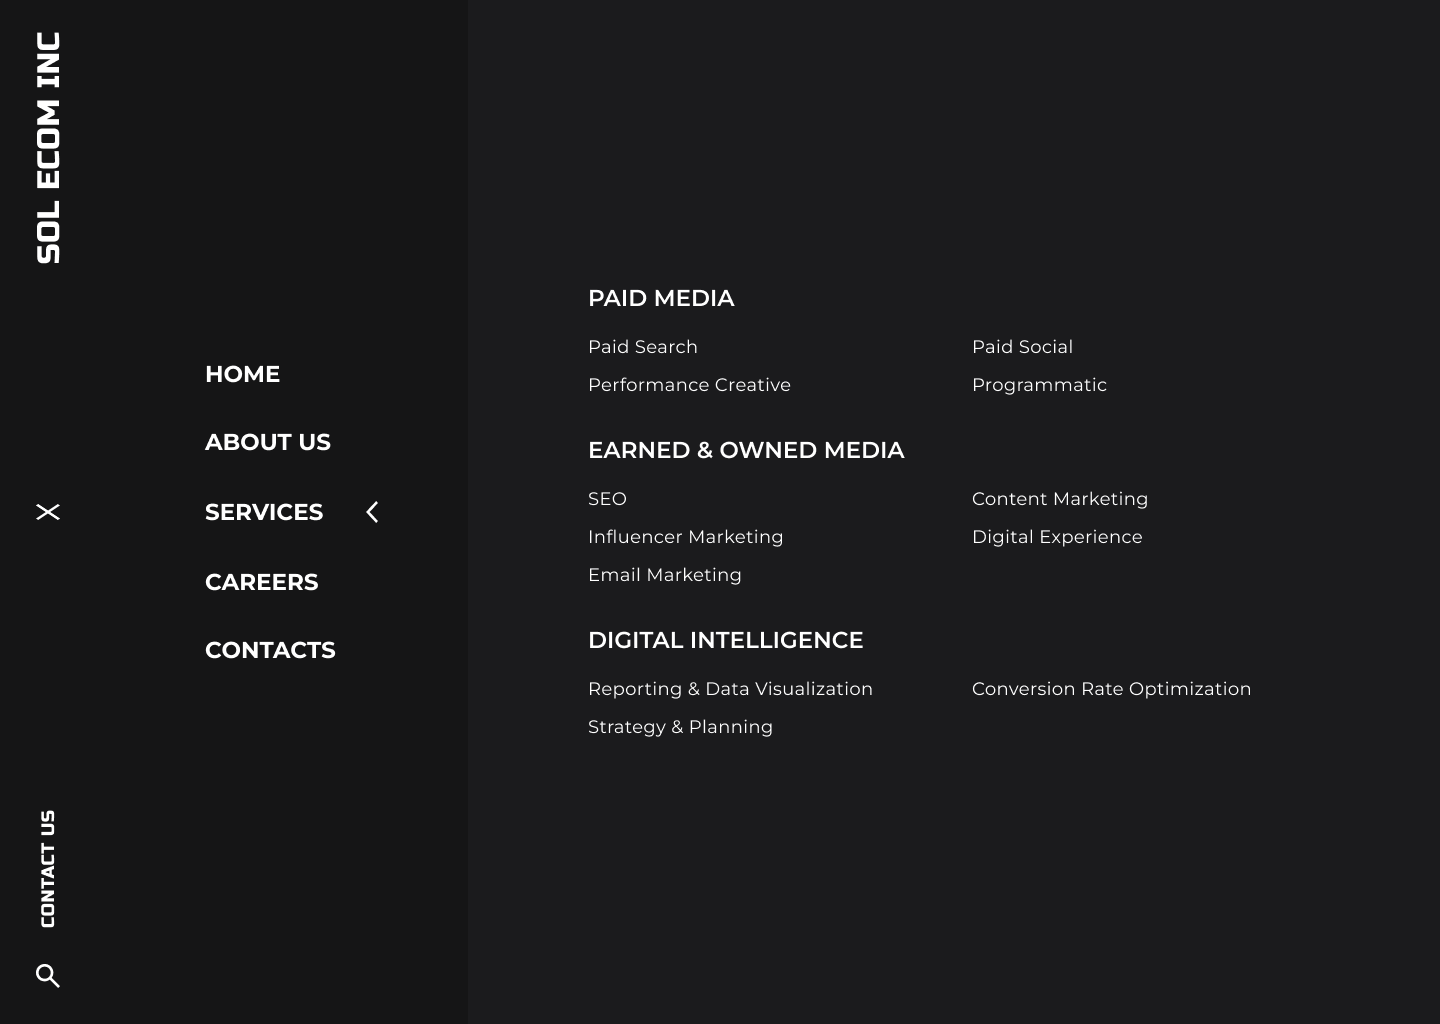 SOL ECOM INC
HOME
ABOUT US
SERVICES
CAREERS
CONTACTS
CONTACT US
PAID MEDIA
Paid Search
Paid Social
Performance Creative
Programmatic
EARNED & OWNED MEDIA
SEO
Content Marketing
Influencer Marketing
Digital Experience
Email Marketing
DIGITAL INTELLIGENCE
Reporting & Data Visualization
Conversion Rate Optimization
Strategy & Planning